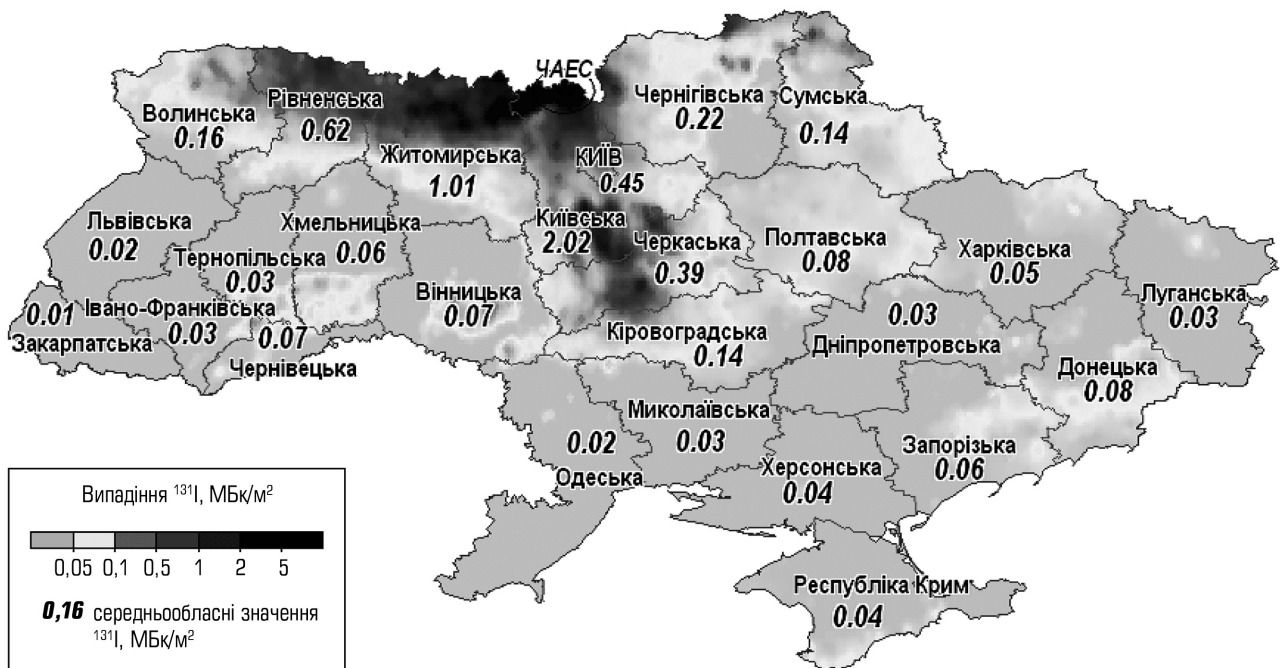 ЧАЕС
Волинська
0.16
Рівненська
0.62
Житомирська
1.01
КИЇВ
0.45
Київська
2.02
Чернігівська
0.22
Сумська
0.14
Львівська
0.02
Тернопільська
0.03
Хмельницька
0.06
Вінницька
0.07
Черкаська
0.39
Полтавська
0.08
Харківська
0.05
Луганська
0.03
0.01
Закарпатська
Івано-Франківська
0.03
0.07
Чернівецька
Кіровоградська
0.14
0.03
Дніпропетровська
Донецька
0.08
0.02
Одеська
Миколаївська
0.03
Херсонська
0.04
Запорізька
0.06
Республіка Крим
0.04
Випадіння ¹³¹I, МБк/м²
0,05 0,1 0,5 1 2 5
0,16 середньообласні значення
¹³¹I, МБк/м²